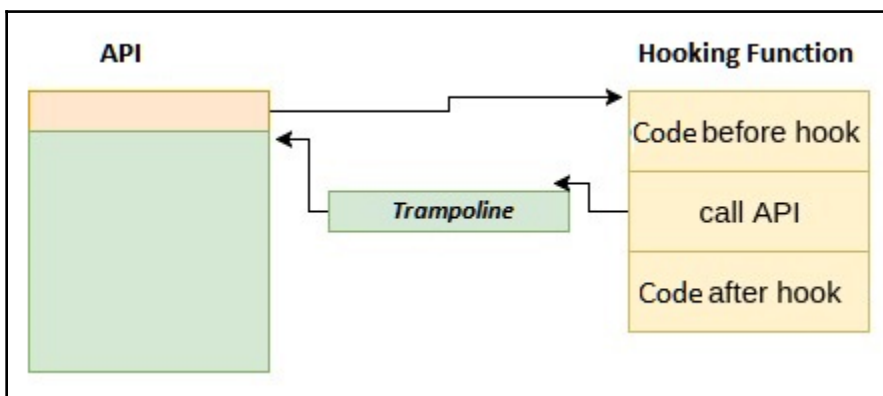 API
Hooking Function
Code before hook
Trampoline
call API
Code after hook